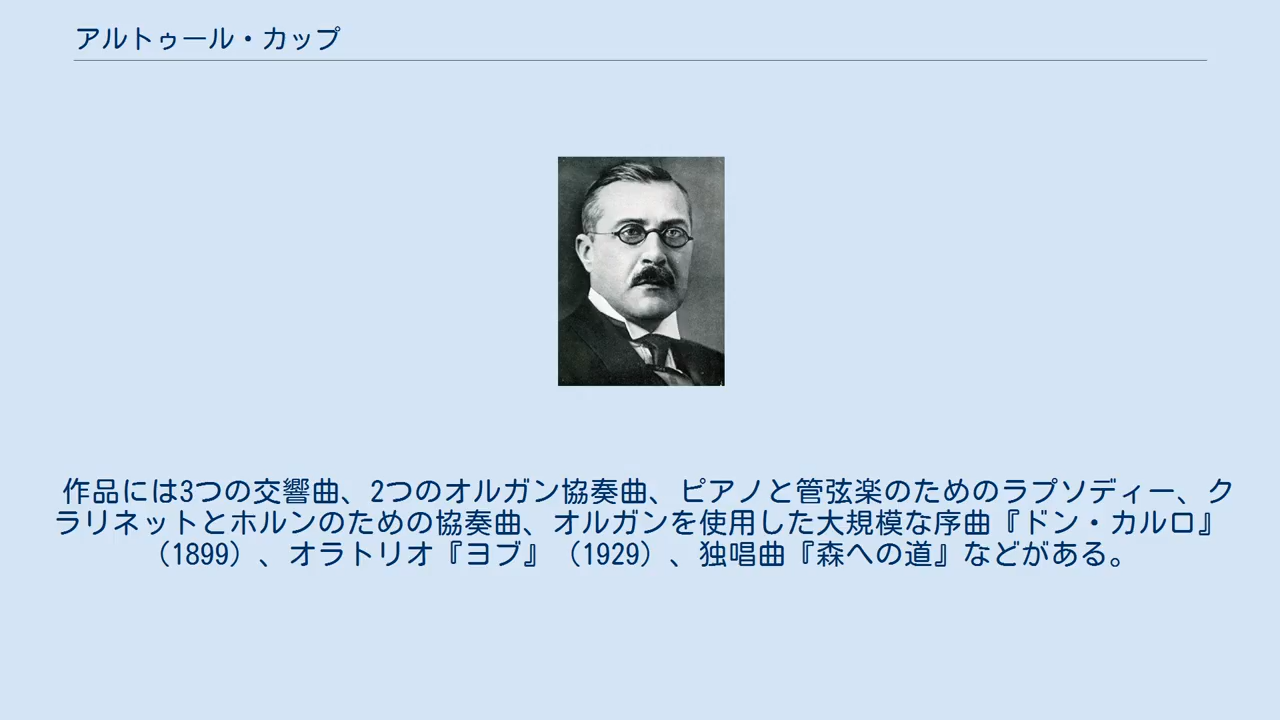 アルトゥール・カップ
作品には3つの交響曲、2つのオルガン協奏曲、ピアノと管弦楽のためのラプソディー、ク
ラリネットとホルンのための協奏曲、オルガンを使用した大規模な序曲『ドン・カルロ』
（1899）、オラトリオ『ヨブ』（1929）、独唱曲『森への道』などがある。